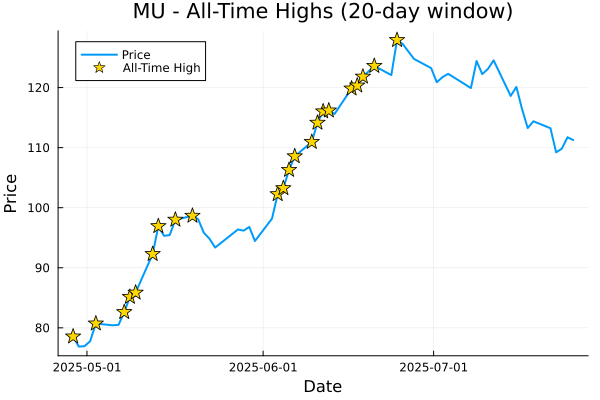 MU - All-Time Highs (20-day window)
Price
All-Time High
Price
120
110
100
90
80
2025-05-01
2025-06-01
2025-07-01
Date